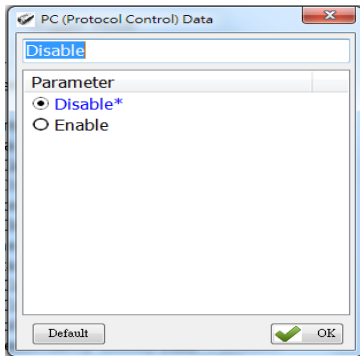 PC (Protocol Control) Data
Disable
Parameter
Disable*
Enable
Default
OK